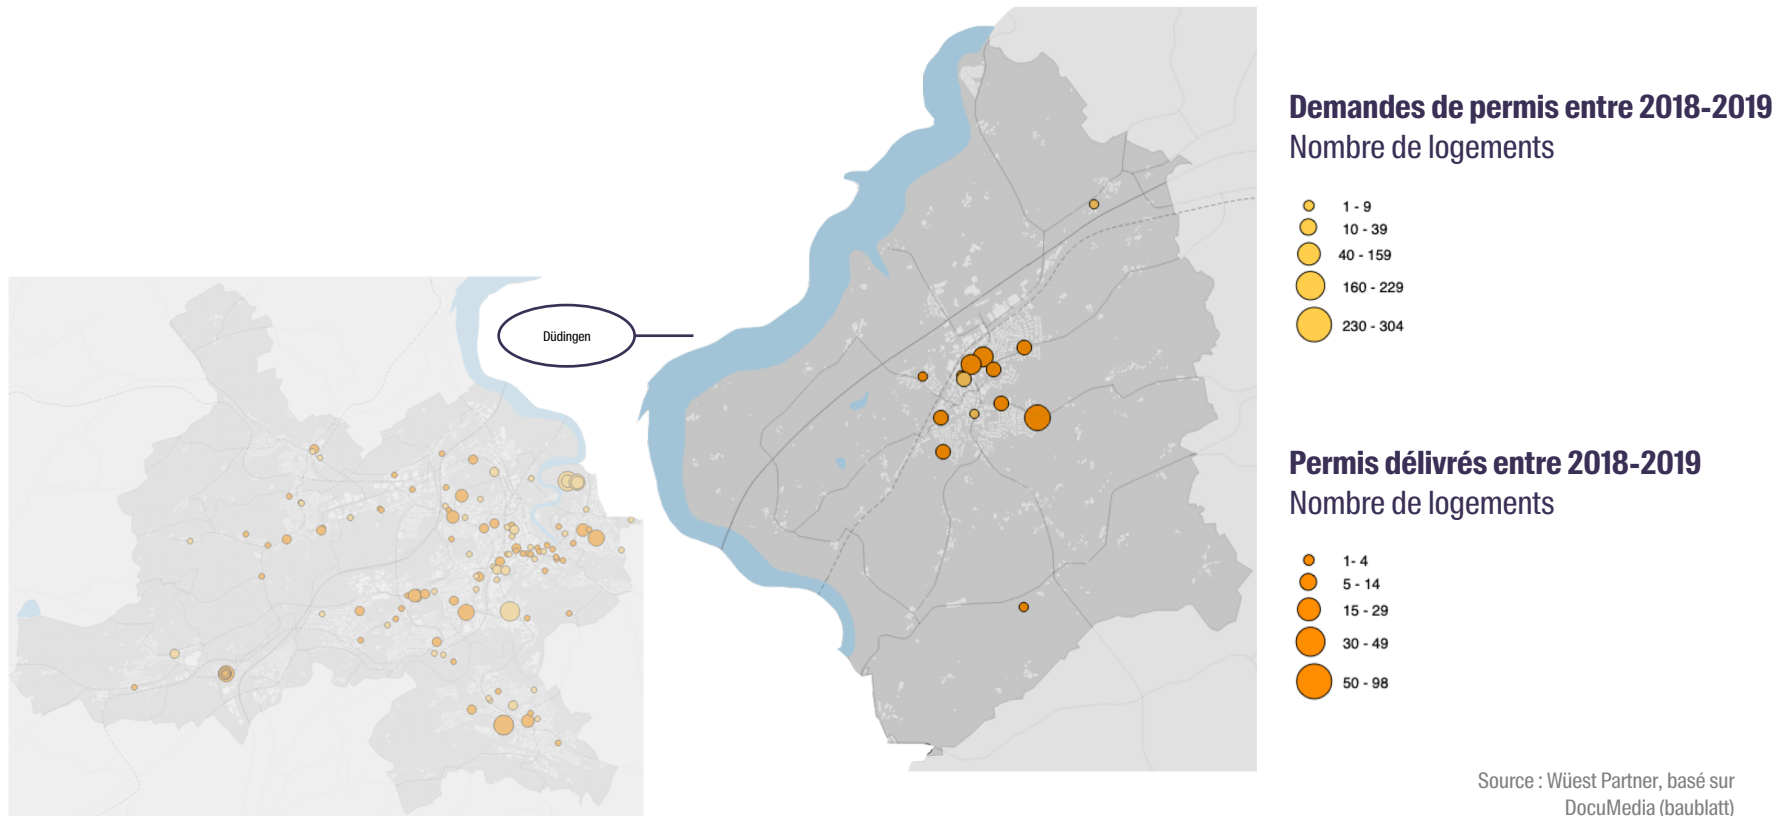 Düdingen
Demandes de permis entre 2018-2019
Nombre de logements
1 - 9
10 - 39
40 - 159
160 - 229
230 - 304
Permis délivrés entre 2018-2019
Nombre de logements
1- 4
5 - 14
15 - 29
30 - 49
50 - 98
Source : Wüest Partner, basé sur
DocuMedia (baublatt)